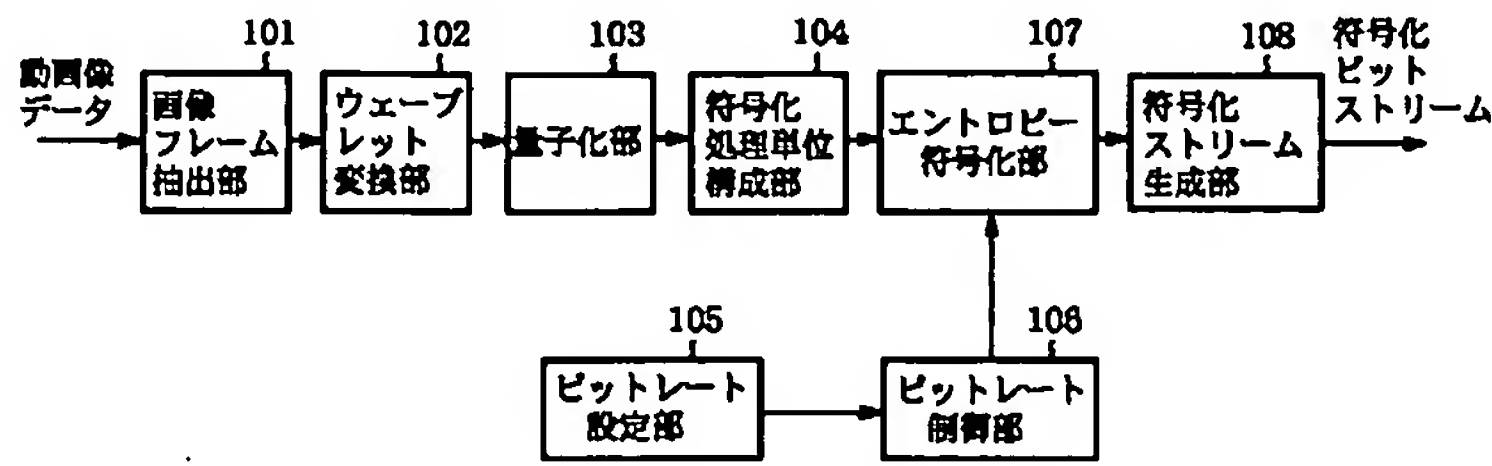 101
102
103
104
107
108
符号化
ビット
ストリーム
動画像
データ
画像
フレーム
抽出部
ウェーブ
レット
変換部
量子化部
符号化
処理単位
構成部
エントロピー
符号化部
符号化
ストリーム
生成部
105
106
ビットレート
設定部
ビットレート
制御部